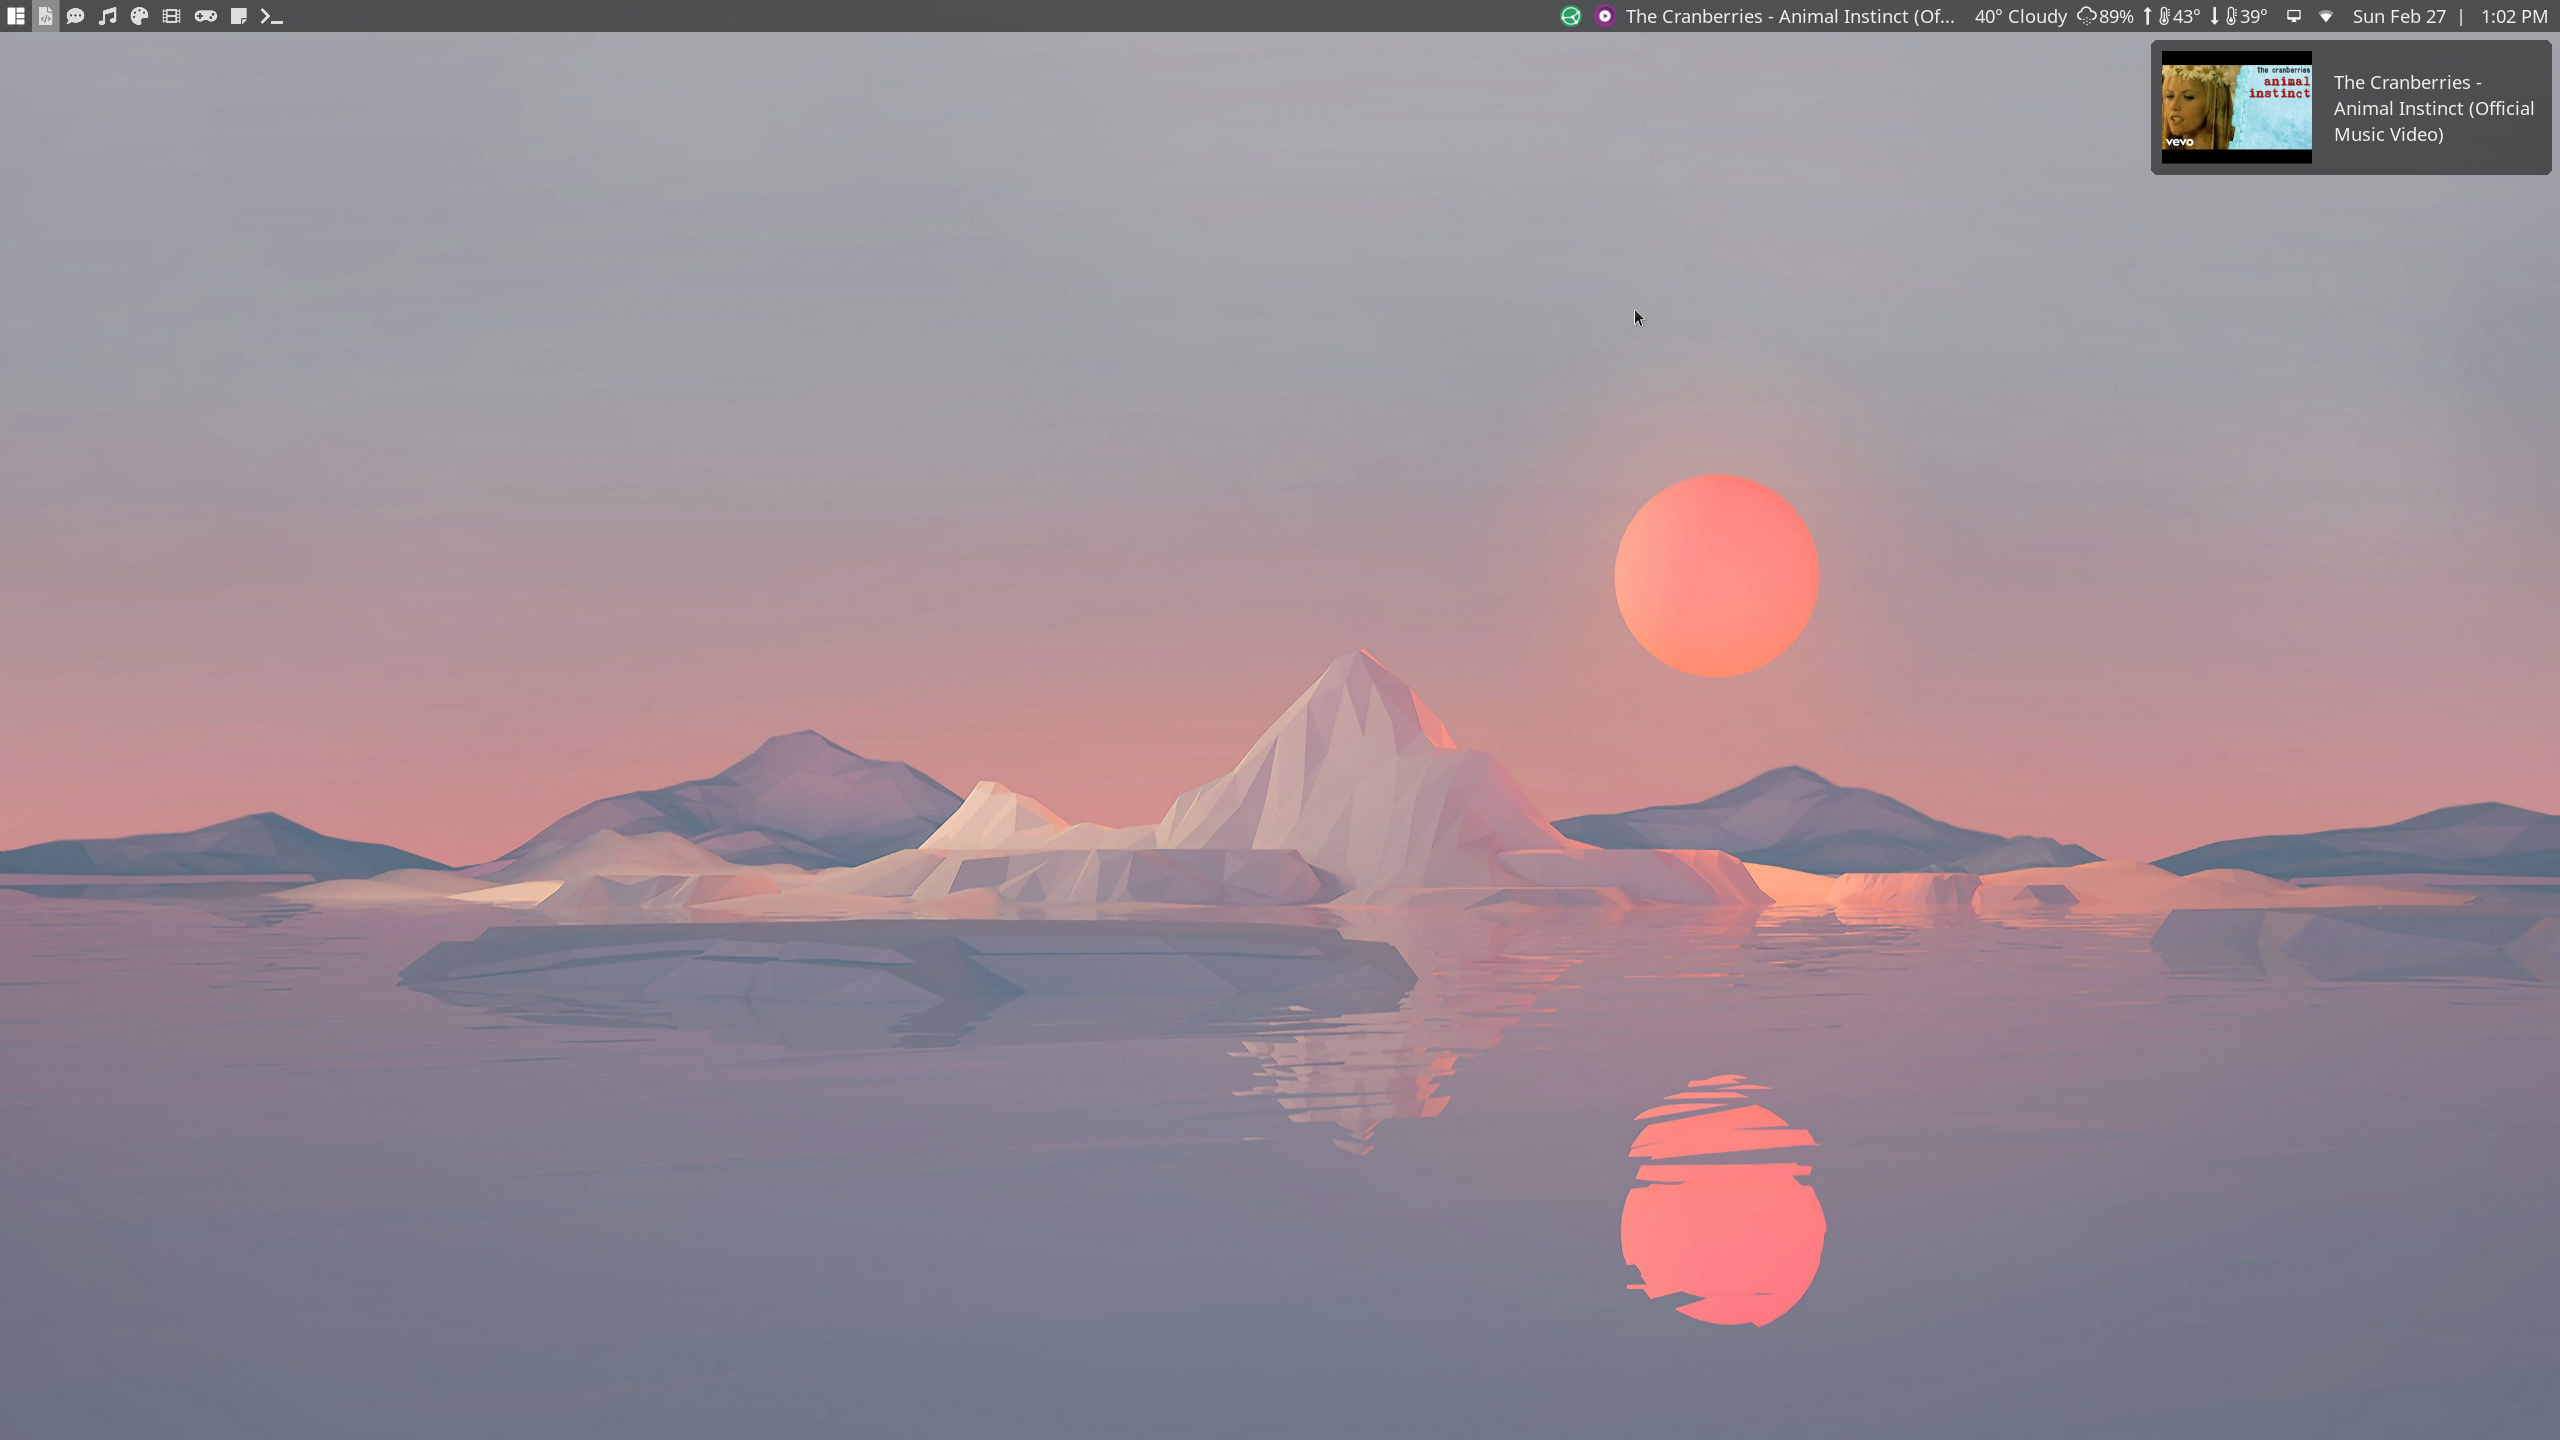 The Cranberries - Animal Instinct (Of... 40° Cloudy 89% 43° 39° Sun Feb 27 | 1:02 PM
the cranberries
animal
instinct
vevo
The Cranberries -
Animal Instinct (Official
Music Video)